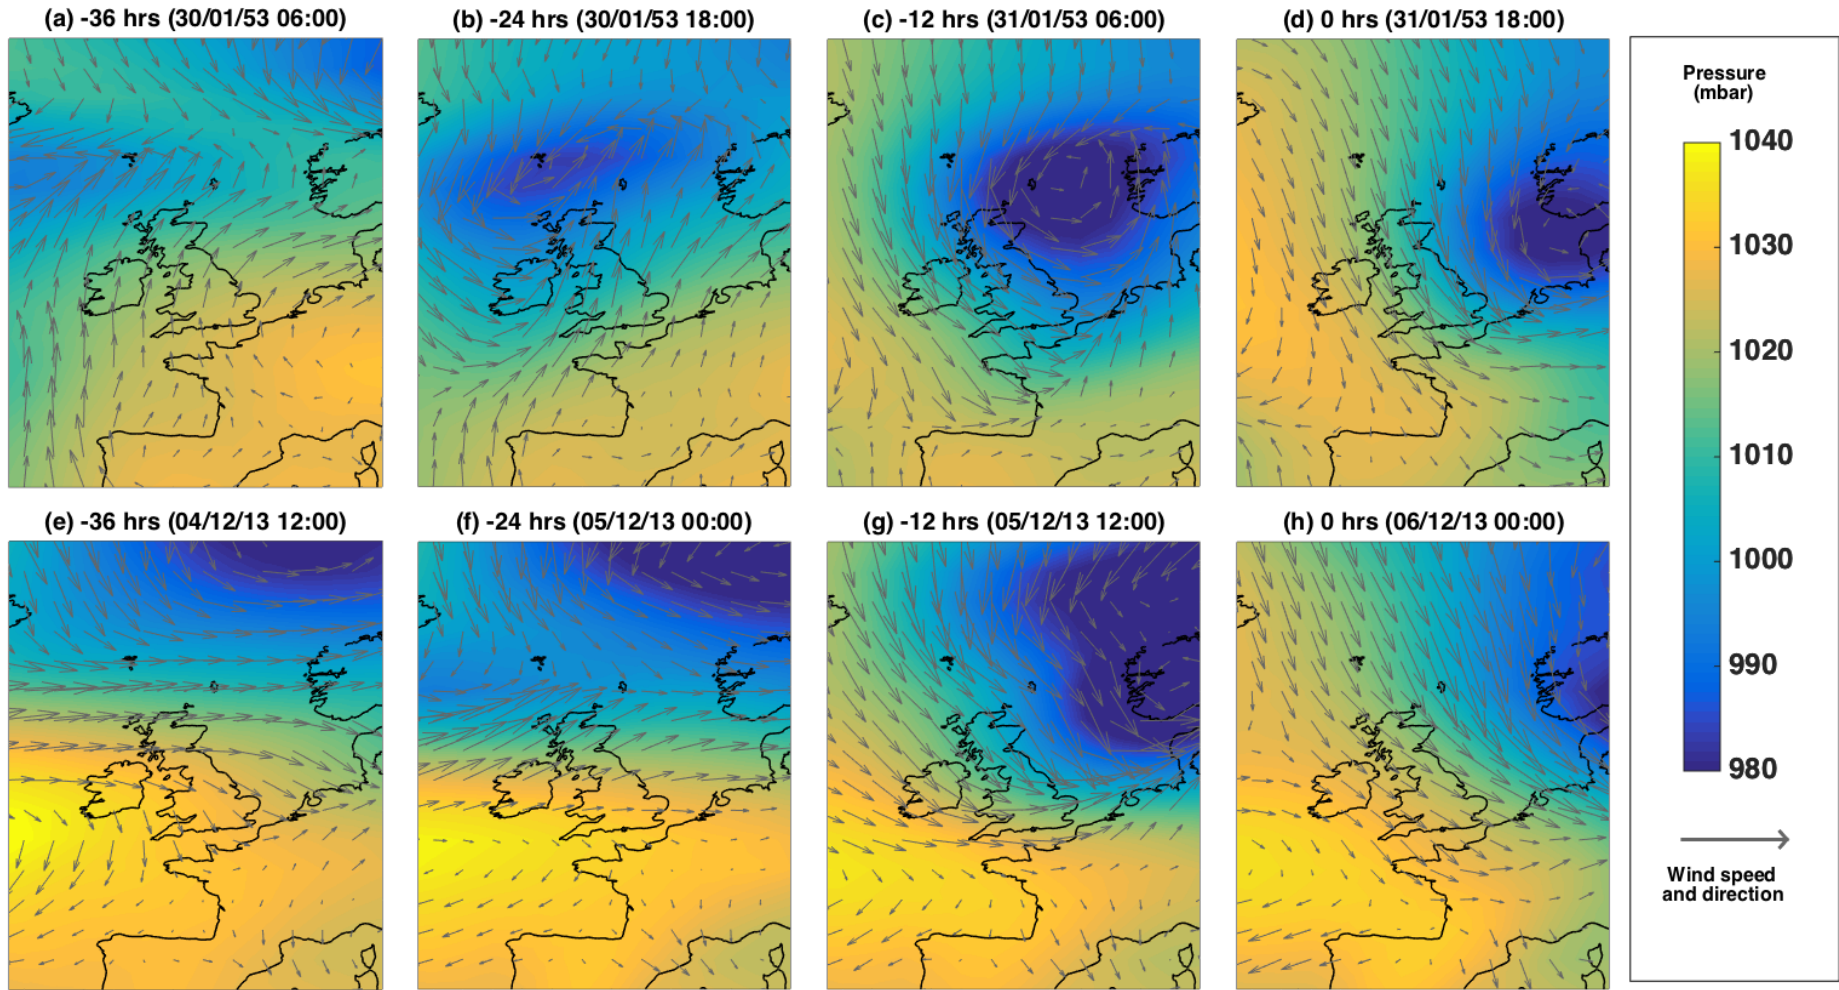 (a) -36 hrs (30/01/53 06:00)
(b) -24 hrs (30/01/53 18:00)
(c) -12 hrs (31/01/53 06:00)
(d) 0 hrs (31/01/53 18:00)
Pressure
(mbar)
1040
1030
1020
1010
1000
990
980
Wind speed
and direction
(e) -36 hrs (04/12/13 12:00)
(f) -24 hrs (05/12/13 00:00)
(g) -12 hrs (05/12/13 12:00)
(h) 0 hrs (06/12/13 00:00)